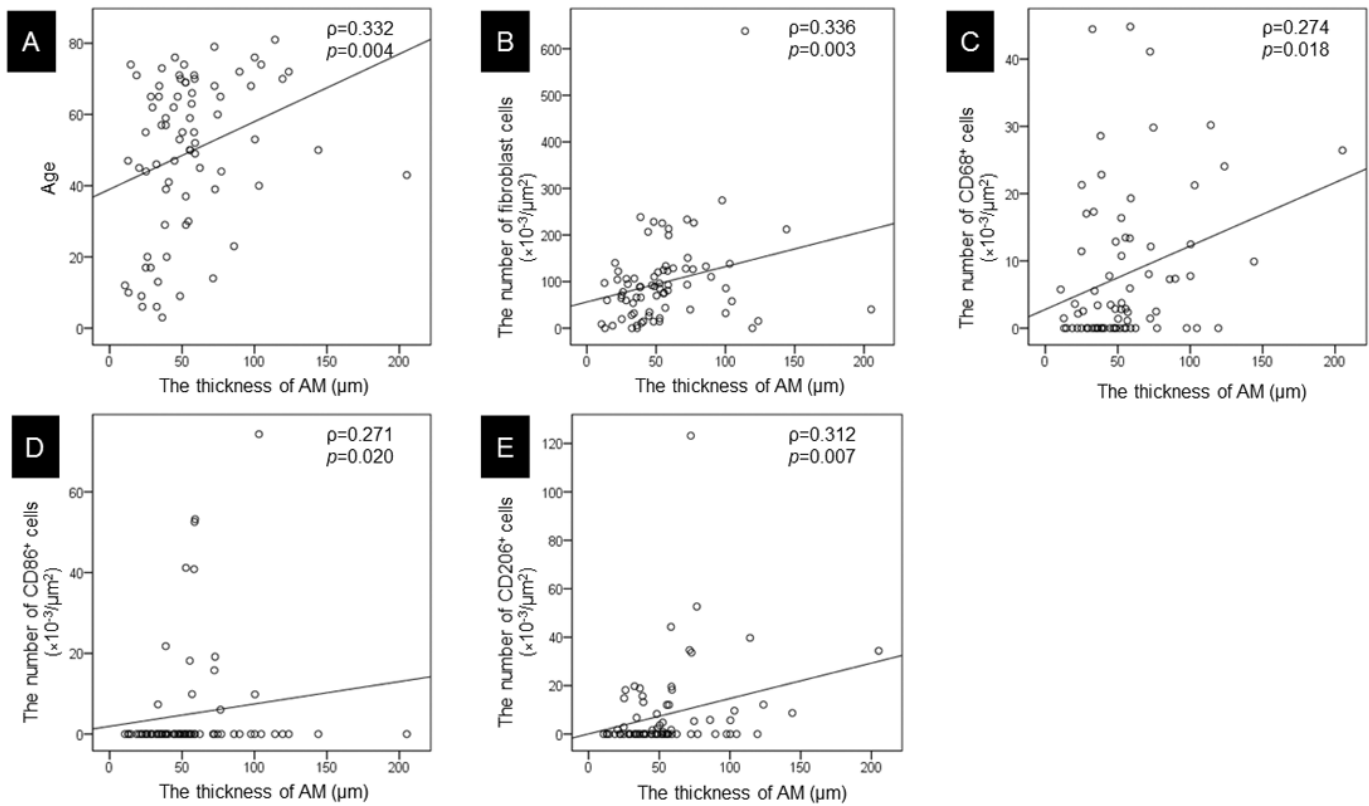 A
ρ=0.332
p=0.004
80
60
40
20
0
Age
0 50 100 150 200
The thickness of AM (µm)
B
ρ=0.336
p=0.003
600
500
400
300
200
100
0
The number of fibroblast cells
(×10⁻³/µm²)
0 50 100 150 200
The thickness of AM (µm)
C
ρ=0.274
p=0.018
40
30
20
10
0
The number of CD68⁺ cells
(×10⁻³/µm²)
0 50 100 150 200
The thickness of AM (µm)
D
ρ=0.271
p=0.020
60
40
20
0
The number of CD86⁺ cells
(×10⁻³/µm²)
0 50 100 150 200
The thickness of AM (µm)
E
ρ=0.312
p=0.007
120
100
80
60
40
20
0
The number of CD206⁺ cells
(×10⁻³/µm²)
0 50 100 150 200
The thickness of AM (µm)